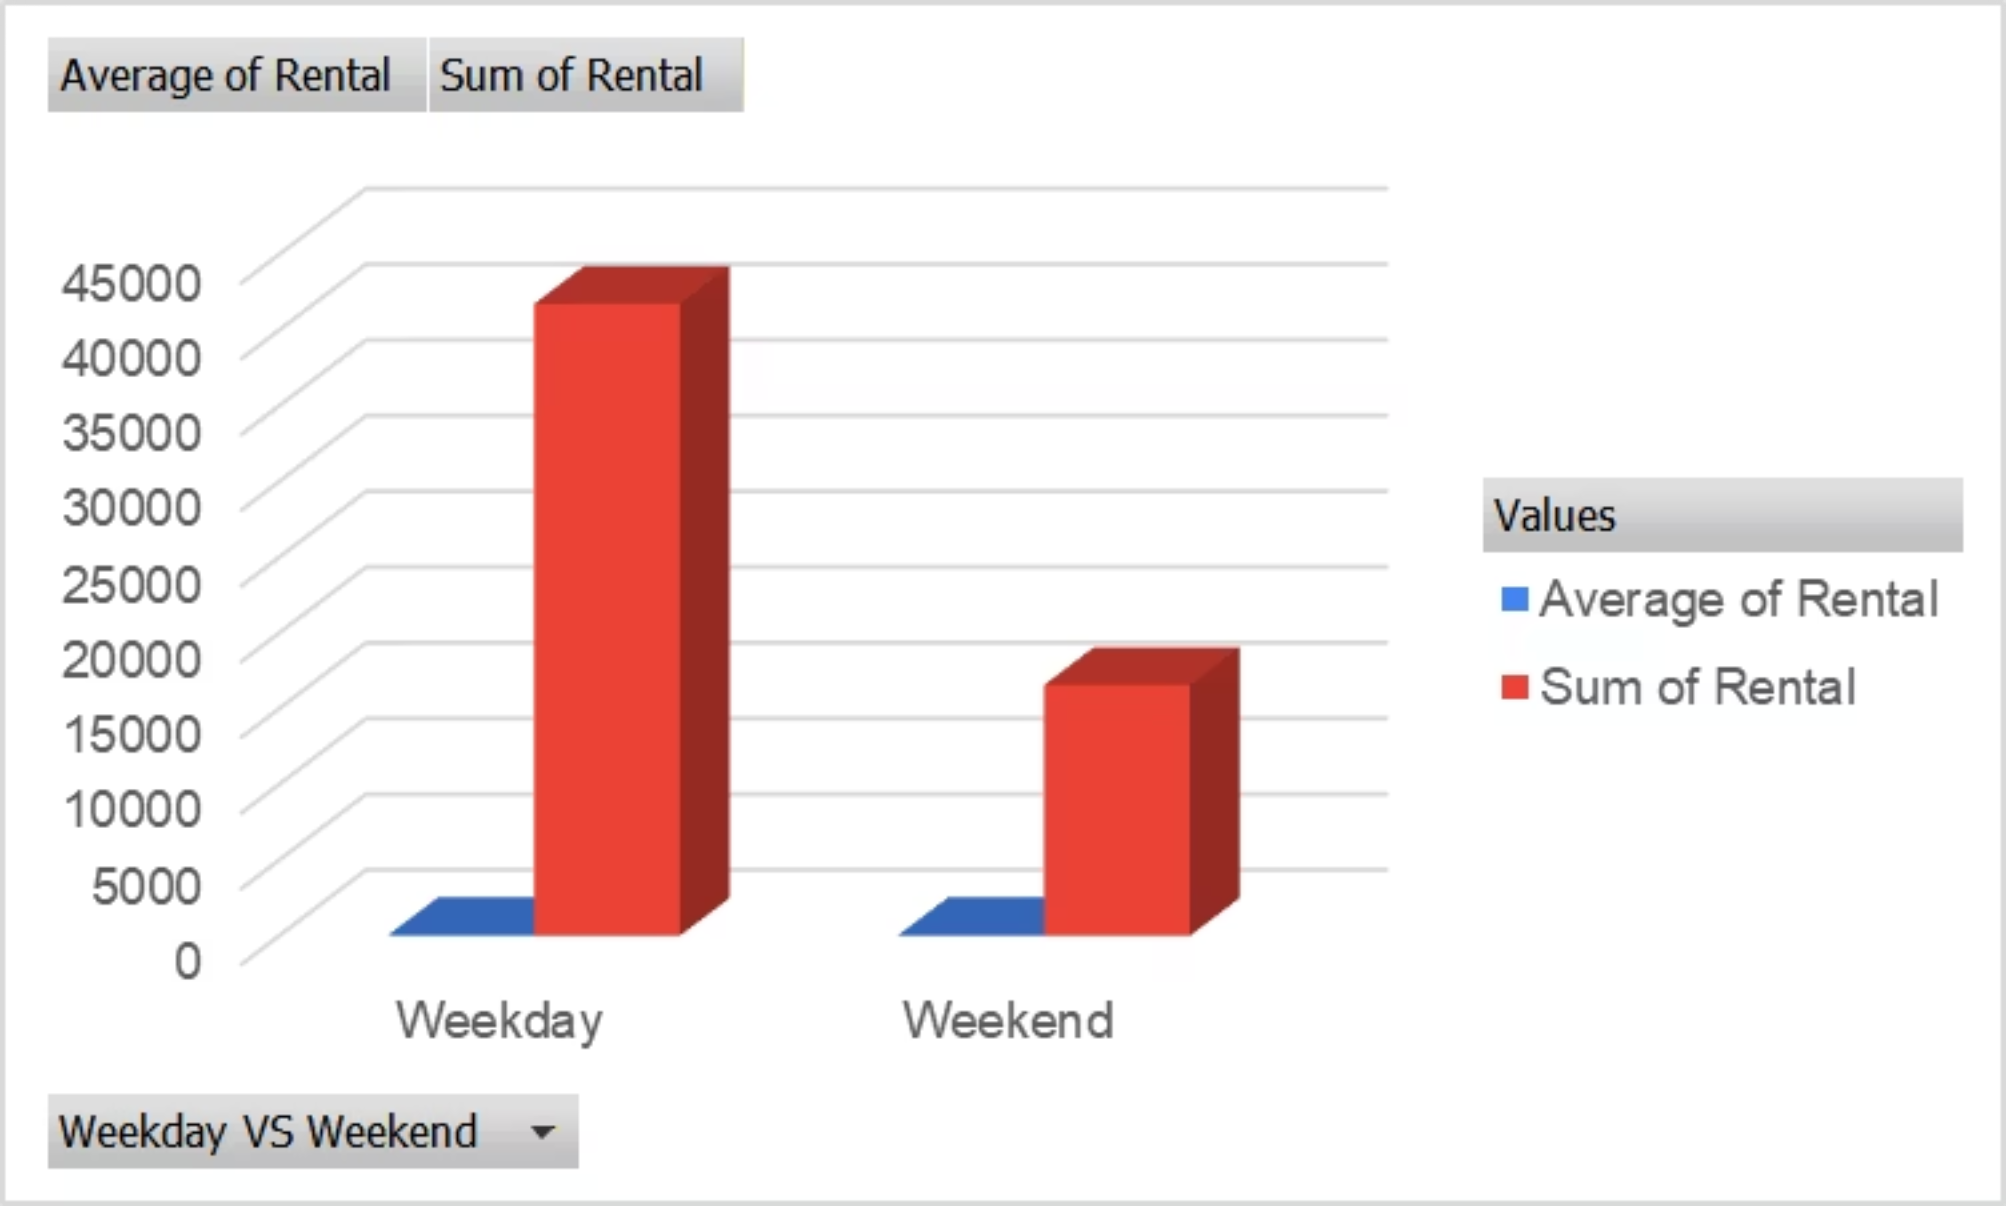 Average of Rental Sum of Rental
45000
40000
35000
30000
25000
20000
15000
10000
5000
0
Weekday Weekend
Values
Average of Rental
Sum of Rental
Weekday VS Weekend